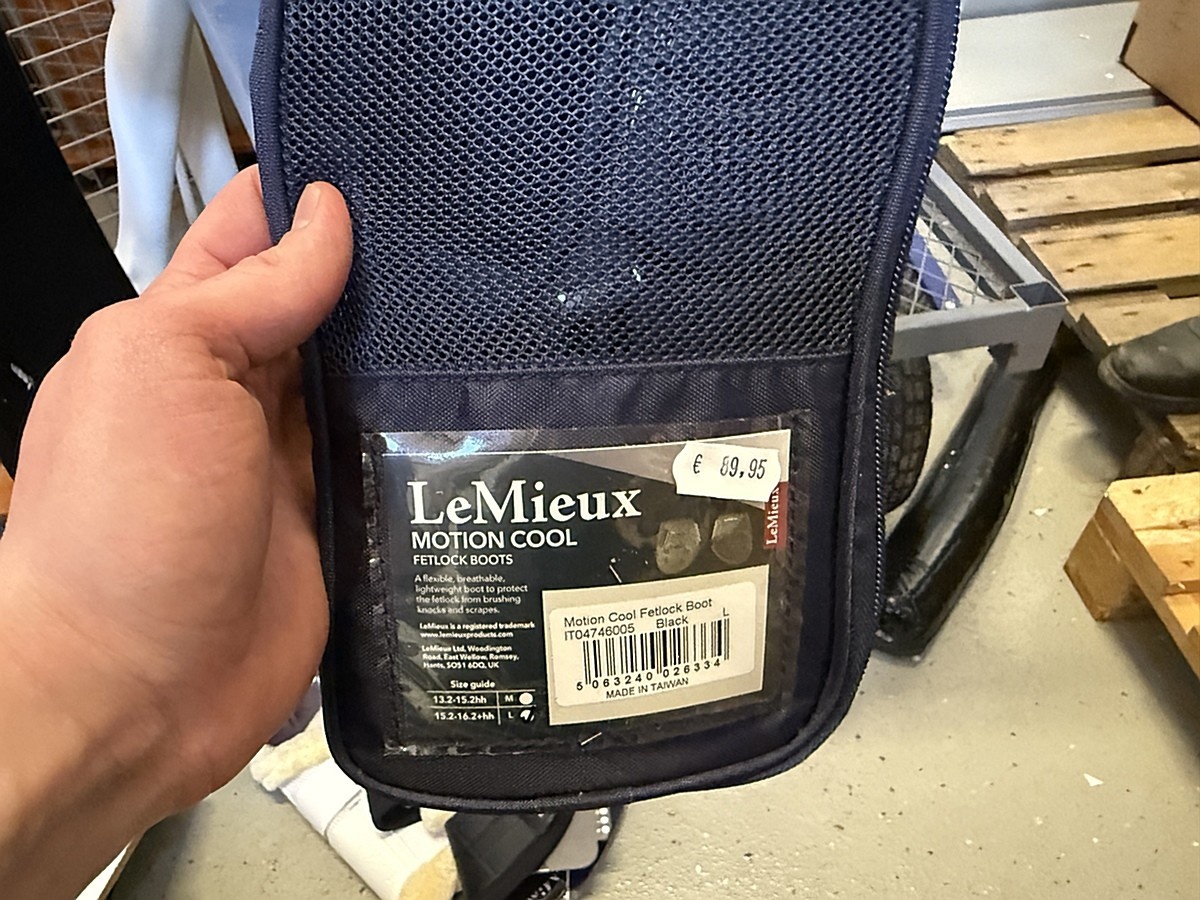 € 89,95
LeMieux
LeMieux
MOTION COOL
FETLOCK BOOTS
A flexible, breathable,
lightweight boot to protect
the fetlock from brushing
knocks and scrapes.
LeMieux is a registered trademark
www.lemieuxproducts.com
LeMieux Ltd, Woodington
Road, East Wellow, Romsey,
Hants, SO51 6DQ, UK
Size guide
13.2-15.2hh M
15.2-16.2+hh L
Motion Cool Fetlock Boot L
IT04746005 Black
5 063240 026334
MADE IN TAIWAN